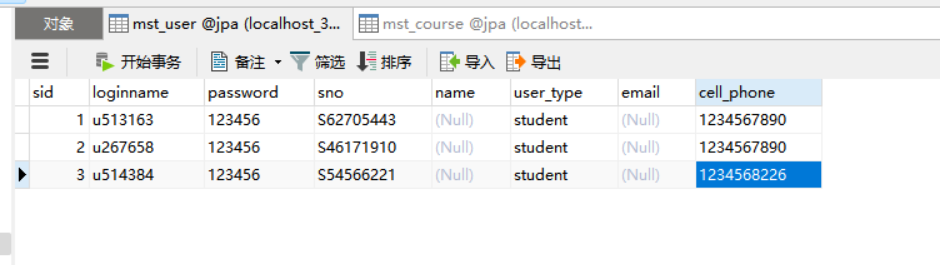 对象 mst_user @jpa (localhost_3... mst_course @jpa (localhost...
开始事务 备注 筛选 排序 导入 导出
sid loginname password sno name user_type email cell_phone
1 u513163 123456 S62705443 (Null) student (Null) 1234567890
2 u267658 123456 S46171910 (Null) student (Null) 1234567890
3 u514384 123456 S54566221 (Null) student (Null) 1234568226